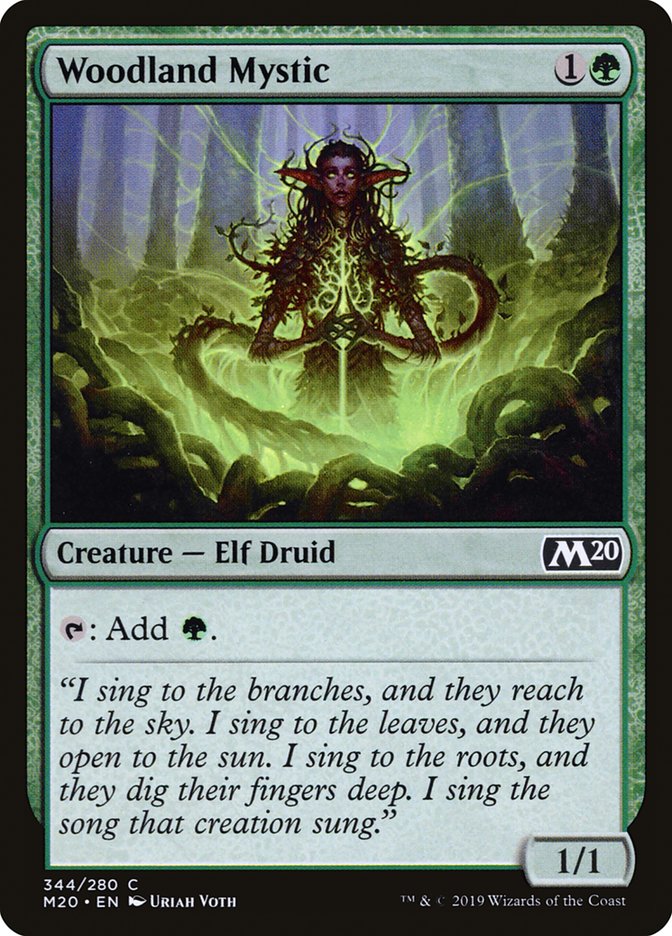 Woodland Mystic 1
Creature — Elf Druid M20
: Add .
“I sing to the branches, and they reach
to the sky. I sing to the leaves, and they
open to the sun. I sing to the roots, and
they dig their fingers deep. I sing the
song that creation sung.”
1/1
344/280 C
M20 • EN Uriah Voth ™ & © 2019 Wizards of the Coast